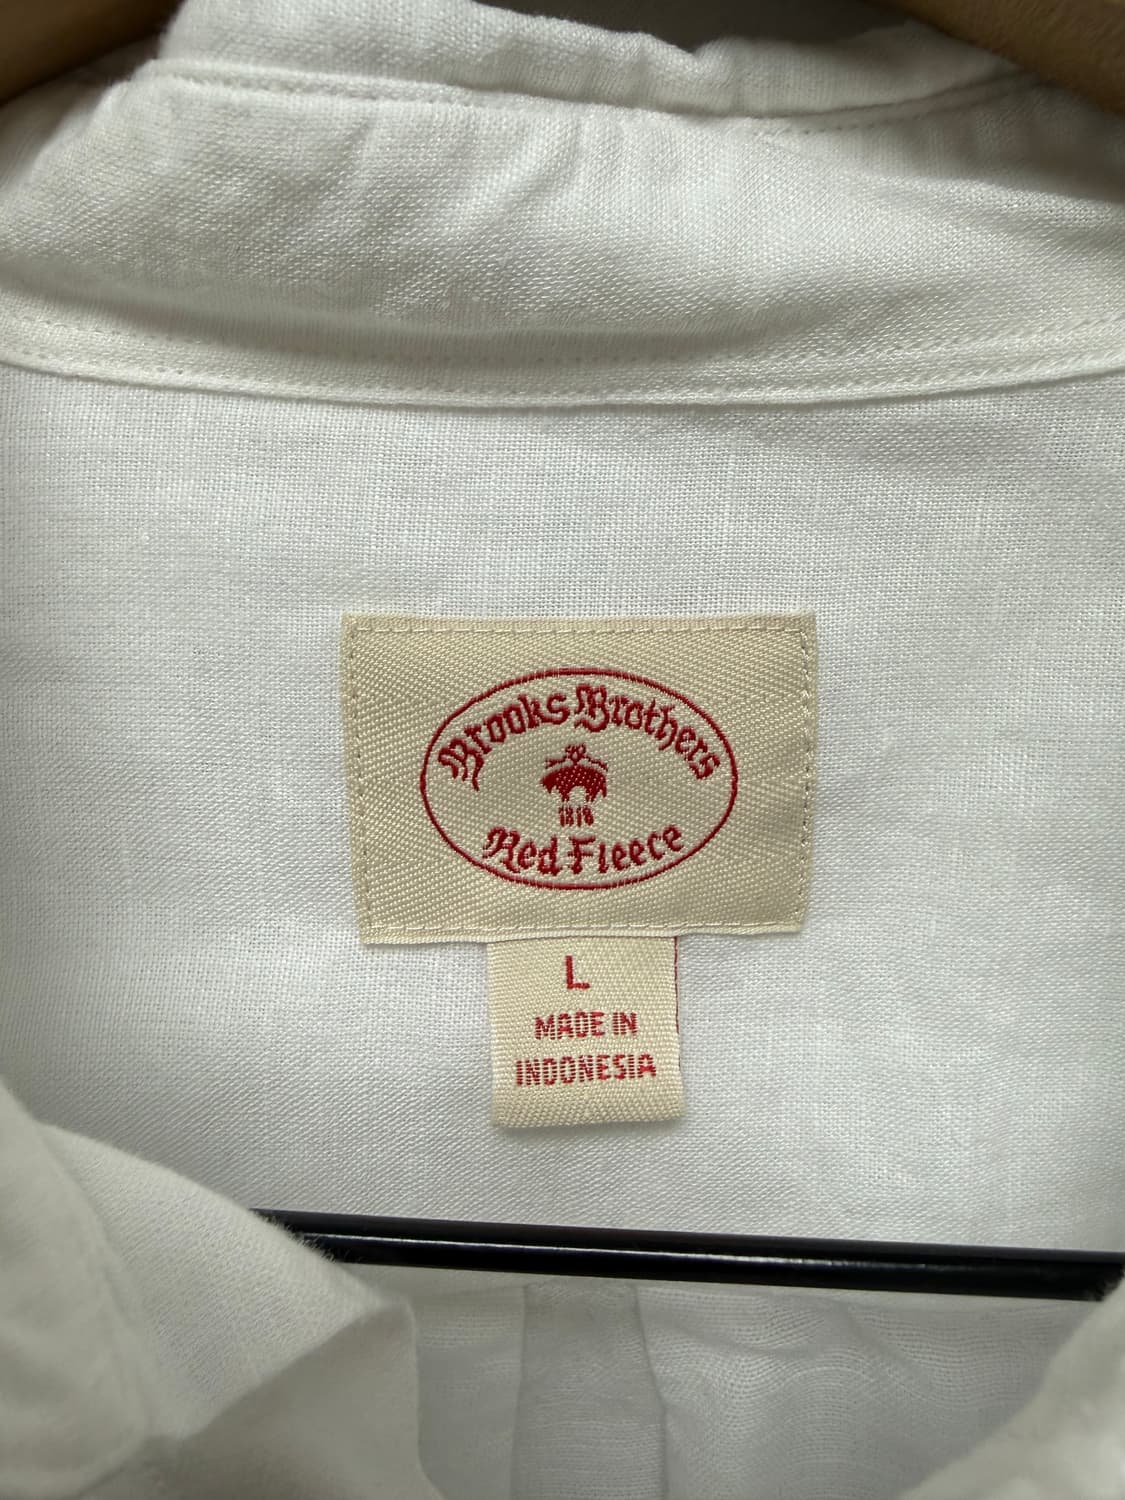 Brooks Brothers
1818
Red Fleece
L
MADE IN
INDONESIA